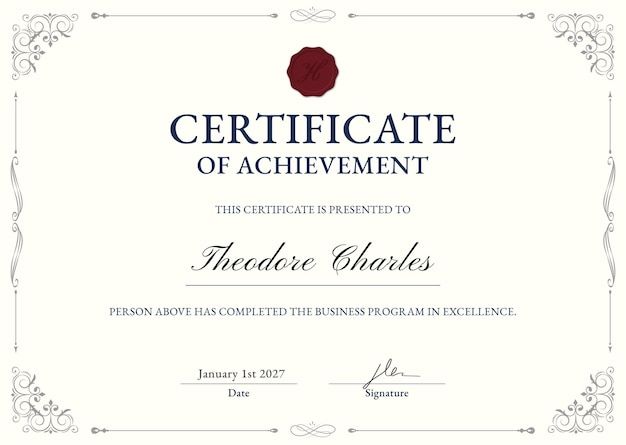 H
CERTIFICATE
OF ACHIEVEMENT
THIS CERTIFICATE IS PRESENTED TO
Theodore Charles
PERSON ABOVE HAS COMPLETED THE BUSINESS PROGRAM IN EXCELLENCE.
January 1st 2027
Date
Signature